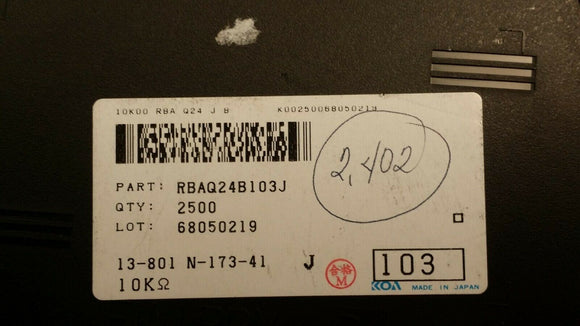 10K00 RBA Q24 J B K00250068050219
2,402
PART: RBAQ24B103J
QTY: 2500
LOT: 68050219
13-801 N-173-41 J 合格 M 103
10KΩ KOA MADE IN JAPAN